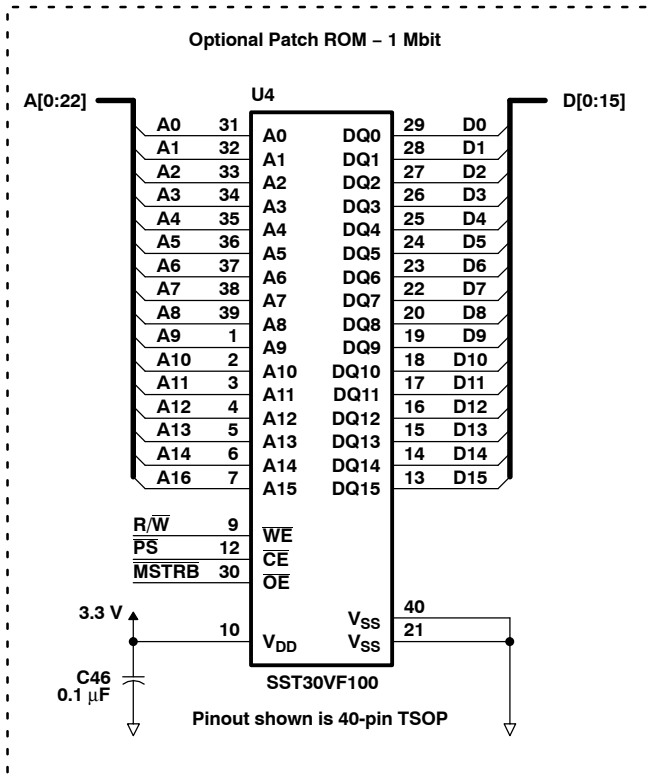 Optional Patch ROM – 1 Mbit
U4
A[0:22] D[0:15]
A0 31 A0 DQ0 29 D0
A1 32 A1 DQ1 28 D1
A2 33 A2 DQ2 27 D2
A3 34 A3 DQ3 26 D3
A4 35 A4 DQ4 25 D4
A5 36 A5 DQ5 24 D5
A6 37 A6 DQ6 23 D6
A7 38 A7 DQ7 22 D7
A8 39 A8 DQ8 20 D8
A9 1 A9 DQ9 19 D9
A10 2 A10 DQ10 18 D10
A11 3 A11 DQ11 17 D11
A12 4 A12 DQ12 16 D12
A13 5 A13 DQ13 15 D13
A14 6 A14 DQ14 14 D14
A16 7 A15 DQ15 13 D15
R/W̅ 9 W̅E̅
P̅S̅ 12 C̅E̅
M̅S̅T̅R̅B̅ 30 O̅E̅
VSS 40
3.3 V 10 VDD VSS 21
C46
0.1 μF
SST30VF100
Pinout shown is 40-pin TSOP